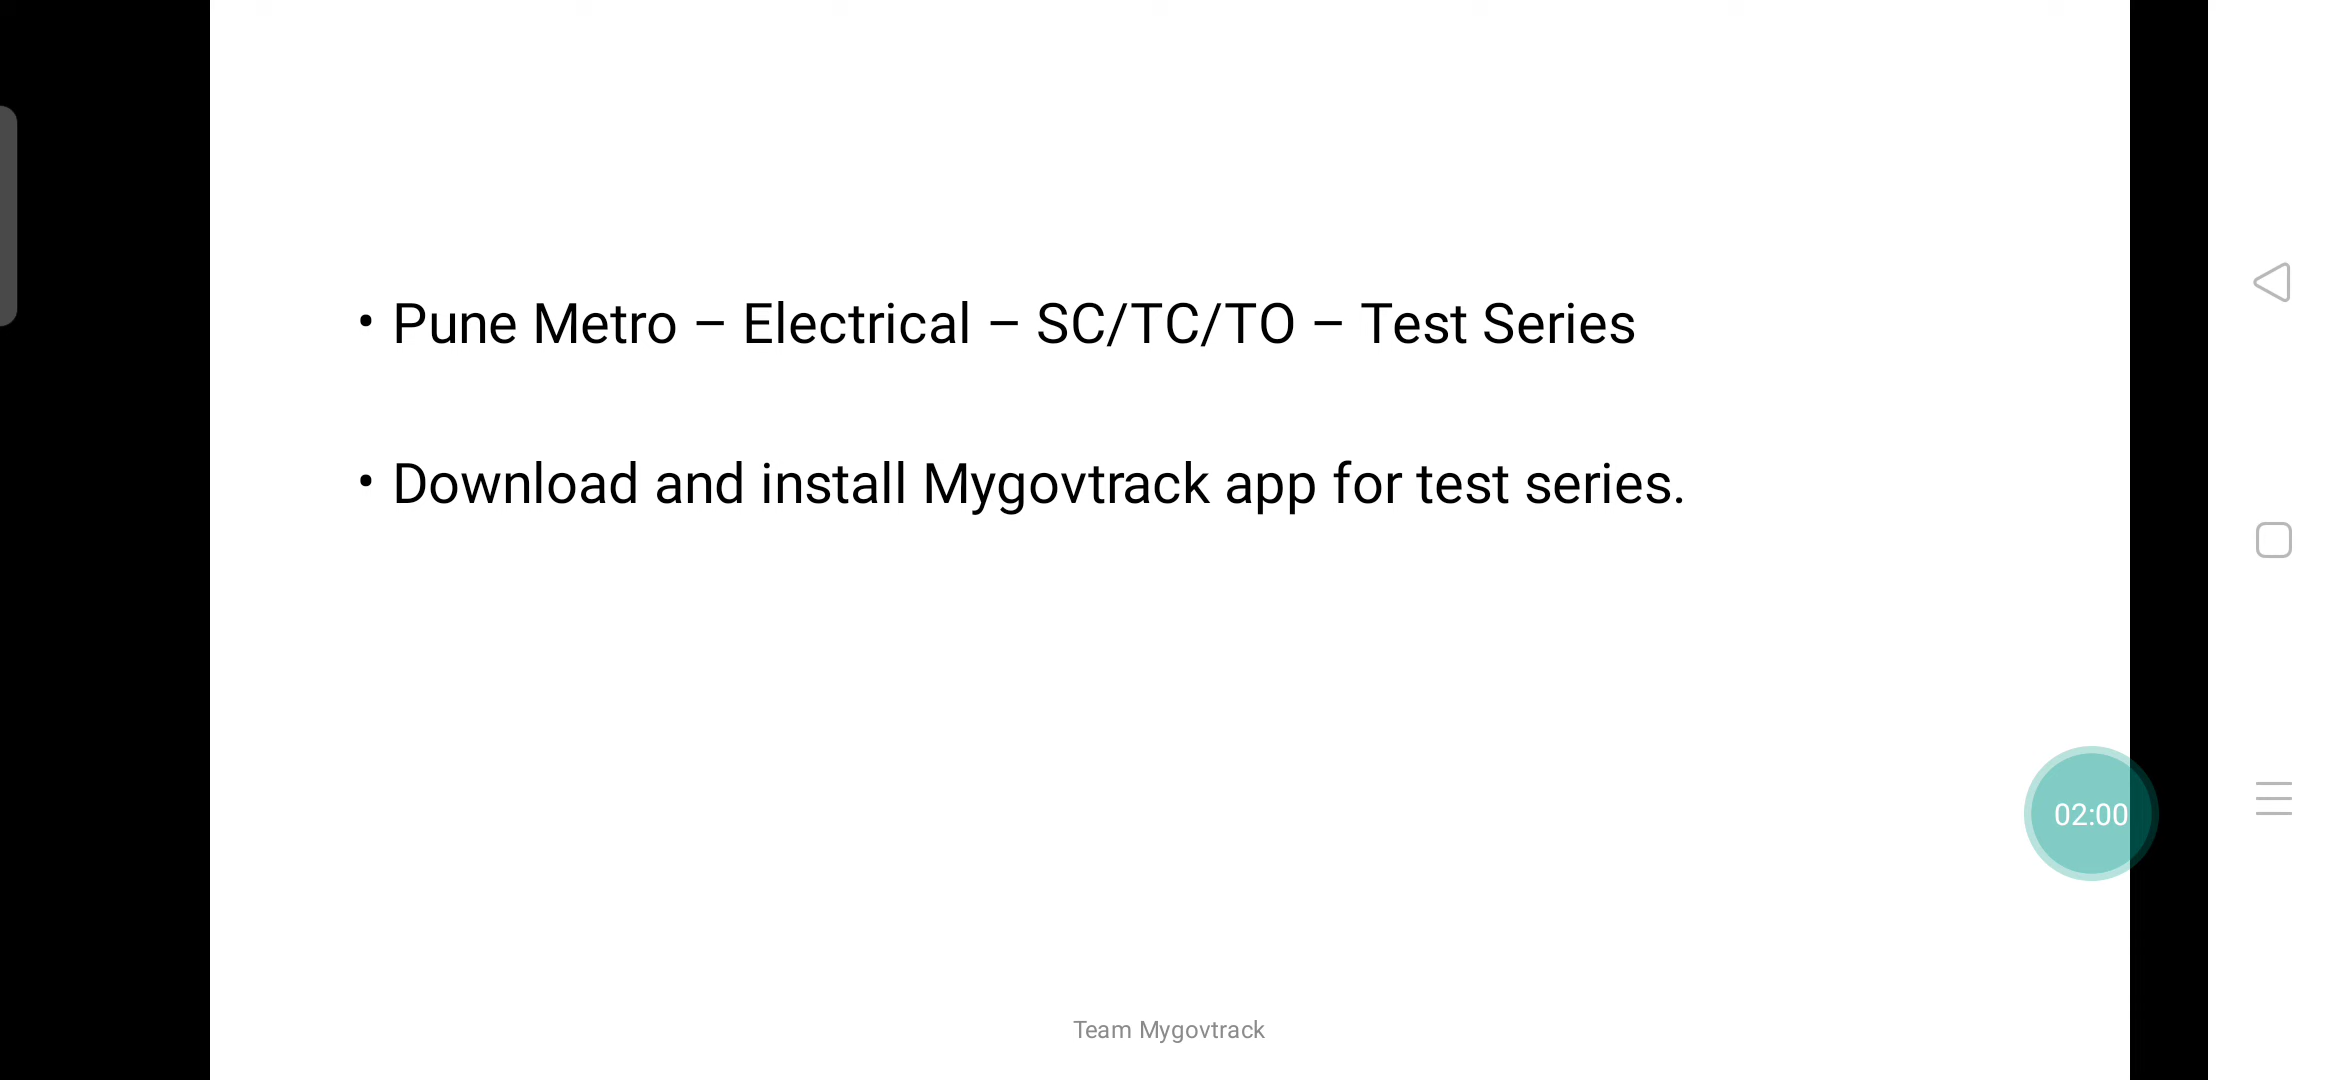 • Pune Metro – Electrical – SC/TC/TO – Test Series
• Download and install Mygovtrack app for test series.
02:00
Team Mygovtrack